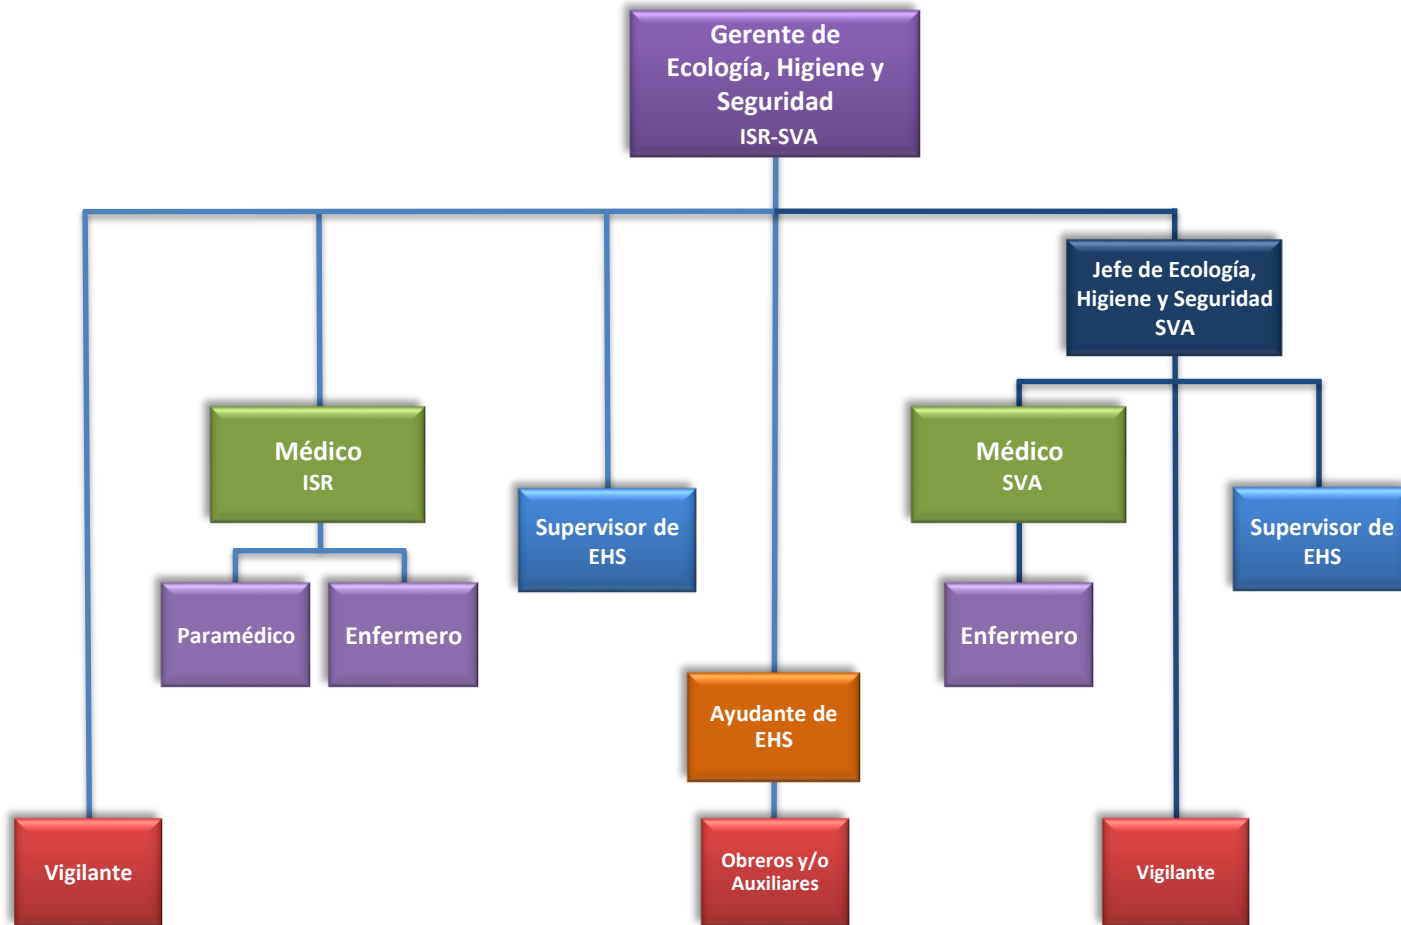 Gerente de
Ecología, Higiene y
Seguridad
ISR-SVA
Jefe de Ecología,
Higiene y Seguridad
SVA
Médico
ISR
Médico
SVA
Supervisor de
EHS
Supervisor de
EHS
Paramédico
Enfermero
Enfermero
Ayudante de
EHS
Vigilante
Obreros y/o
Auxiliares
Vigilante